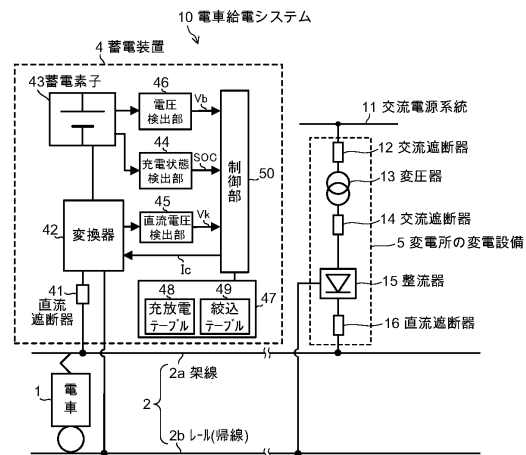 10 電車給電システム
4 蓄電装置
43蓄電素子
46
電圧
検出部
Vb
44
充電状態
検出部
SOC
45
直流電圧
検出部
Vk
制御部
50
42
変換器
Ic
41
直流
遮断器
48
充放電
テーブル
49
絞込
テーブル
47
11 交流電源系統
12 交流遮断器
13 変圧器
14 交流遮断器
5 変電所の変電設備
15 整流器
16 直流遮断器
1
電車
2
2a 架線
2b レール(帰線)